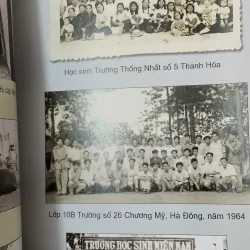 Học sinh Trường Thống Nhất số 5 Thanh Hóa
Lớp 10B Trường số 26 Chương Mỹ, Hà Đông, năm 1964
TRƯỜNG HỌC SINH MIỀN NAM